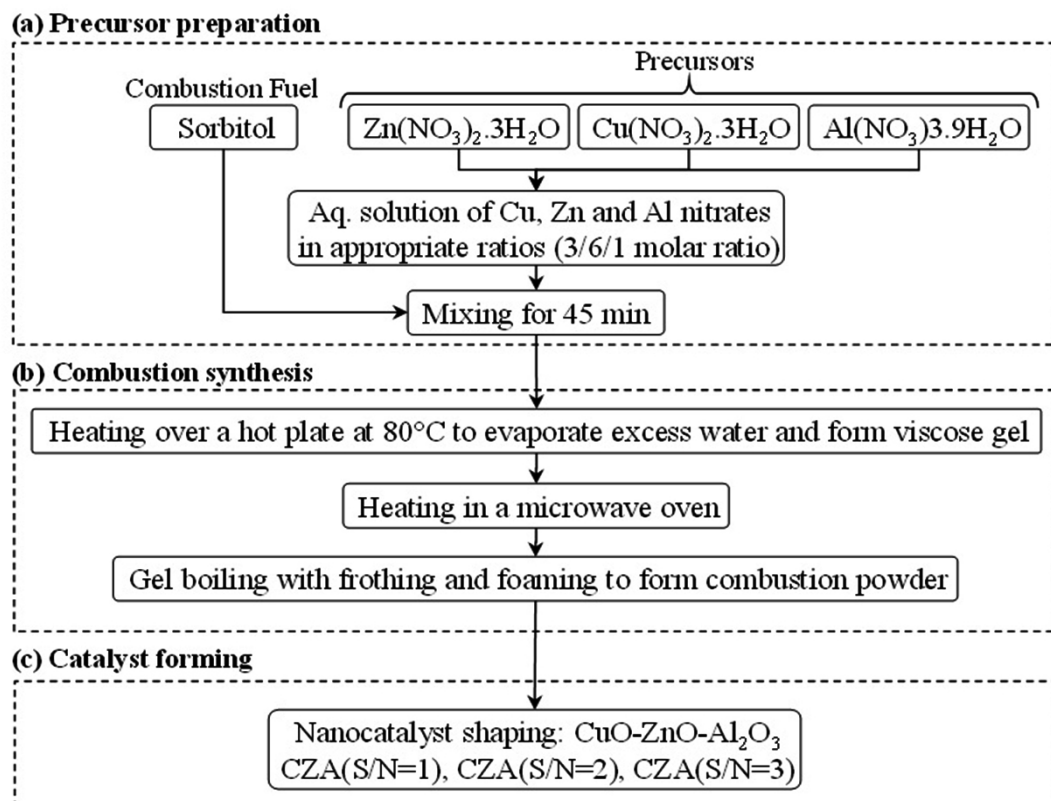 (a) Precursor preparation
Precursors
Combustion Fuel
Sorbitol
Zn(NO₃)₂.3H₂O
Cu(NO₃)₂.3H₂O
Al(NO₃)3.9H₂O
Aq. solution of Cu, Zn and Al nitrates
in appropriate ratios (3/6/1 molar ratio)
Mixing for 45 min
(b) Combustion synthesis
Heating over a hot plate at 80°C to evaporate excess water and form viscose gel
Heating in a microwave oven
Gel boiling with frothing and foaming to form combustion powder
(c) Catalyst forming
Nanocatalyst shaping: CuO-ZnO-Al₂O₃
CZA(S/N=1), CZA(S/N=2), CZA(S/N=3)